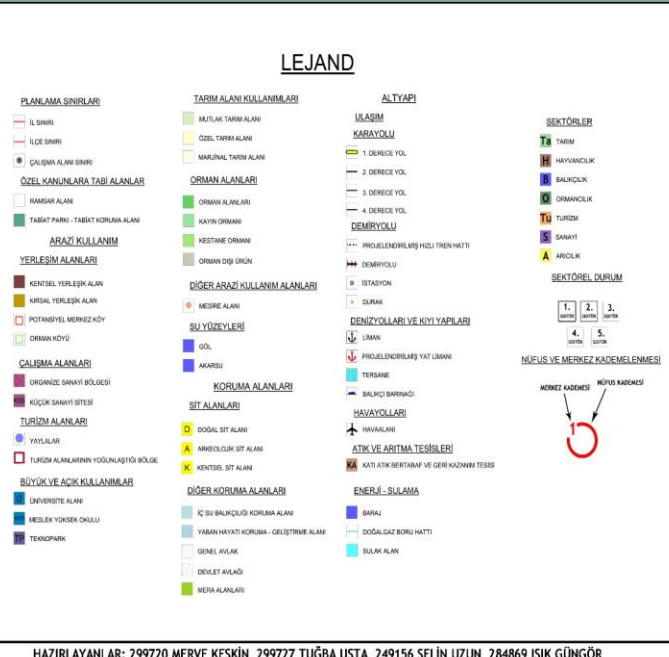 LEJAND
PLANLAMA SINIRLARI
İL SINIRI
İLÇE SINIRI
ÇALIŞMA ALANI SINIRI
ÖZEL KANUNLARA TABİ ALANLAR
RAMSAR ALANI
TABİAT PARKI - TABİAT KORUMA ALANI
ARAZİ KULLANIM
YERLEŞİM ALANLARI
KENTSEL YERLEŞİK ALAN
KIRSAL YERLEŞİK ALAN
POTANSİYEL MERKEZ KÖY
ORMAN KÖYÜ
ÇALIŞMA ALANLARI
ORGANİZE SANAYİ BÖLGESİ
KSS KÜÇÜK SANAYİ SİTESİ
TURİZM ALANLARI
YAYLALAR
TURİZM ALANLARININ YOĞUNLAŞTIĞI BÖLGE
BÜYÜK VE AÇIK KULLANIMLAR
Ü ÜNİVERSİTE ALANI
MYO MESLEK YÜKSEK OKULU
TP TEKNOPARK
TARIM ALANI KULLANIMLARI
MUTLAK TARIM ALANI
ÖZEL TARIM ALANI
MARJİNAL TARIM ALANI
ORMAN ALANLARI
ORMAN ALANLARI
KAYIN ORMANI
KESTANE ORMANI
ORMAN DIŞI ÜRÜN
DİĞER ARAZİ KULLANIM ALANLARI
MESİRE ALANI
SU YÜZEYLERİ
GÖL
AKARSU
KORUMA ALANLARI
SİT ALANLARI
D DOĞAL SİT ALANI
A ARKEOLOJİK SİT ALANI
K KENTSEL SİT ALANI
DİĞER KORUMA ALANLARI
İÇ SU BALIKÇILIĞI KORUMA ALANI
YABAN HAYATI KORUMA - GELİŞTİRME ALANI
GENEL AVLAK
DEVLET AVLAĞI
MERA ALANLARI
ALTYAPI
ULAŞIM
KARAYOLU
1. DERECE YOL
2. DERECE YOL
3. DERECE YOL
4. DERECE YOL
DEMİRYOLU
PROJELENDİRİLMİŞ HIZLI TREN HATTI
DEMİRYOLU
İSTASYON
DURAK
DENİZYOLLARI VE KIYI YAPILARI
LİMAN
PROJELENDİRİLMİŞ YAT LİMANI
TERSANE
BALIKÇI BARINAĞI
HAVAYOLLARI
HAVAALANI
ATIK VE ARITMA TESİSLERİ
KA KATI ATIK BERTARAF VE GERİ KAZANIM TESİSİ
ENERJİ - SULAMA
BARAJ
DOĞALGAZ BORU HATTI
SULAK ALAN
SEKTÖRLER
Ta TARIM
H HAYVANCILIK
B BALIKÇILIK
O ORMANCILIK
Tu TURİZM
S SANAYİ
A ARICILIK
SEKTÖREL DURUM
1. 2. 3.
SEKTÖR SEKTÖR SEKTÖR
4. 5.
SEKTÖR SEKTÖR
NÜFUS VE MERKEZ KADEMELENMESİ
MERKEZ KADEMESİ NÜFUS KADEMESİ
1
HAZIRLAYANLAR: 299720 MERVE KESKİN, 299727 TUĞBA USTA, 249156 SELİN UZUN, 284869 IŞIK GÜNGÖR